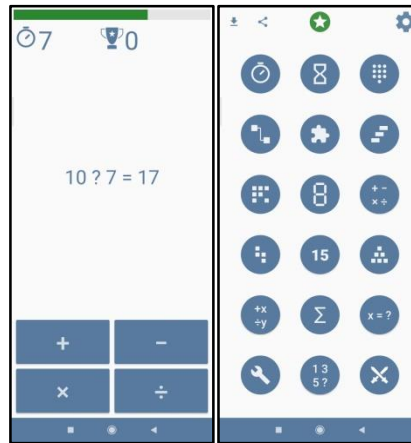 7 0
10 ? 7 = 17
+ −
× ÷
8 + −
× ÷
15
+x
÷y Σ x = ?
1 3
5 ?